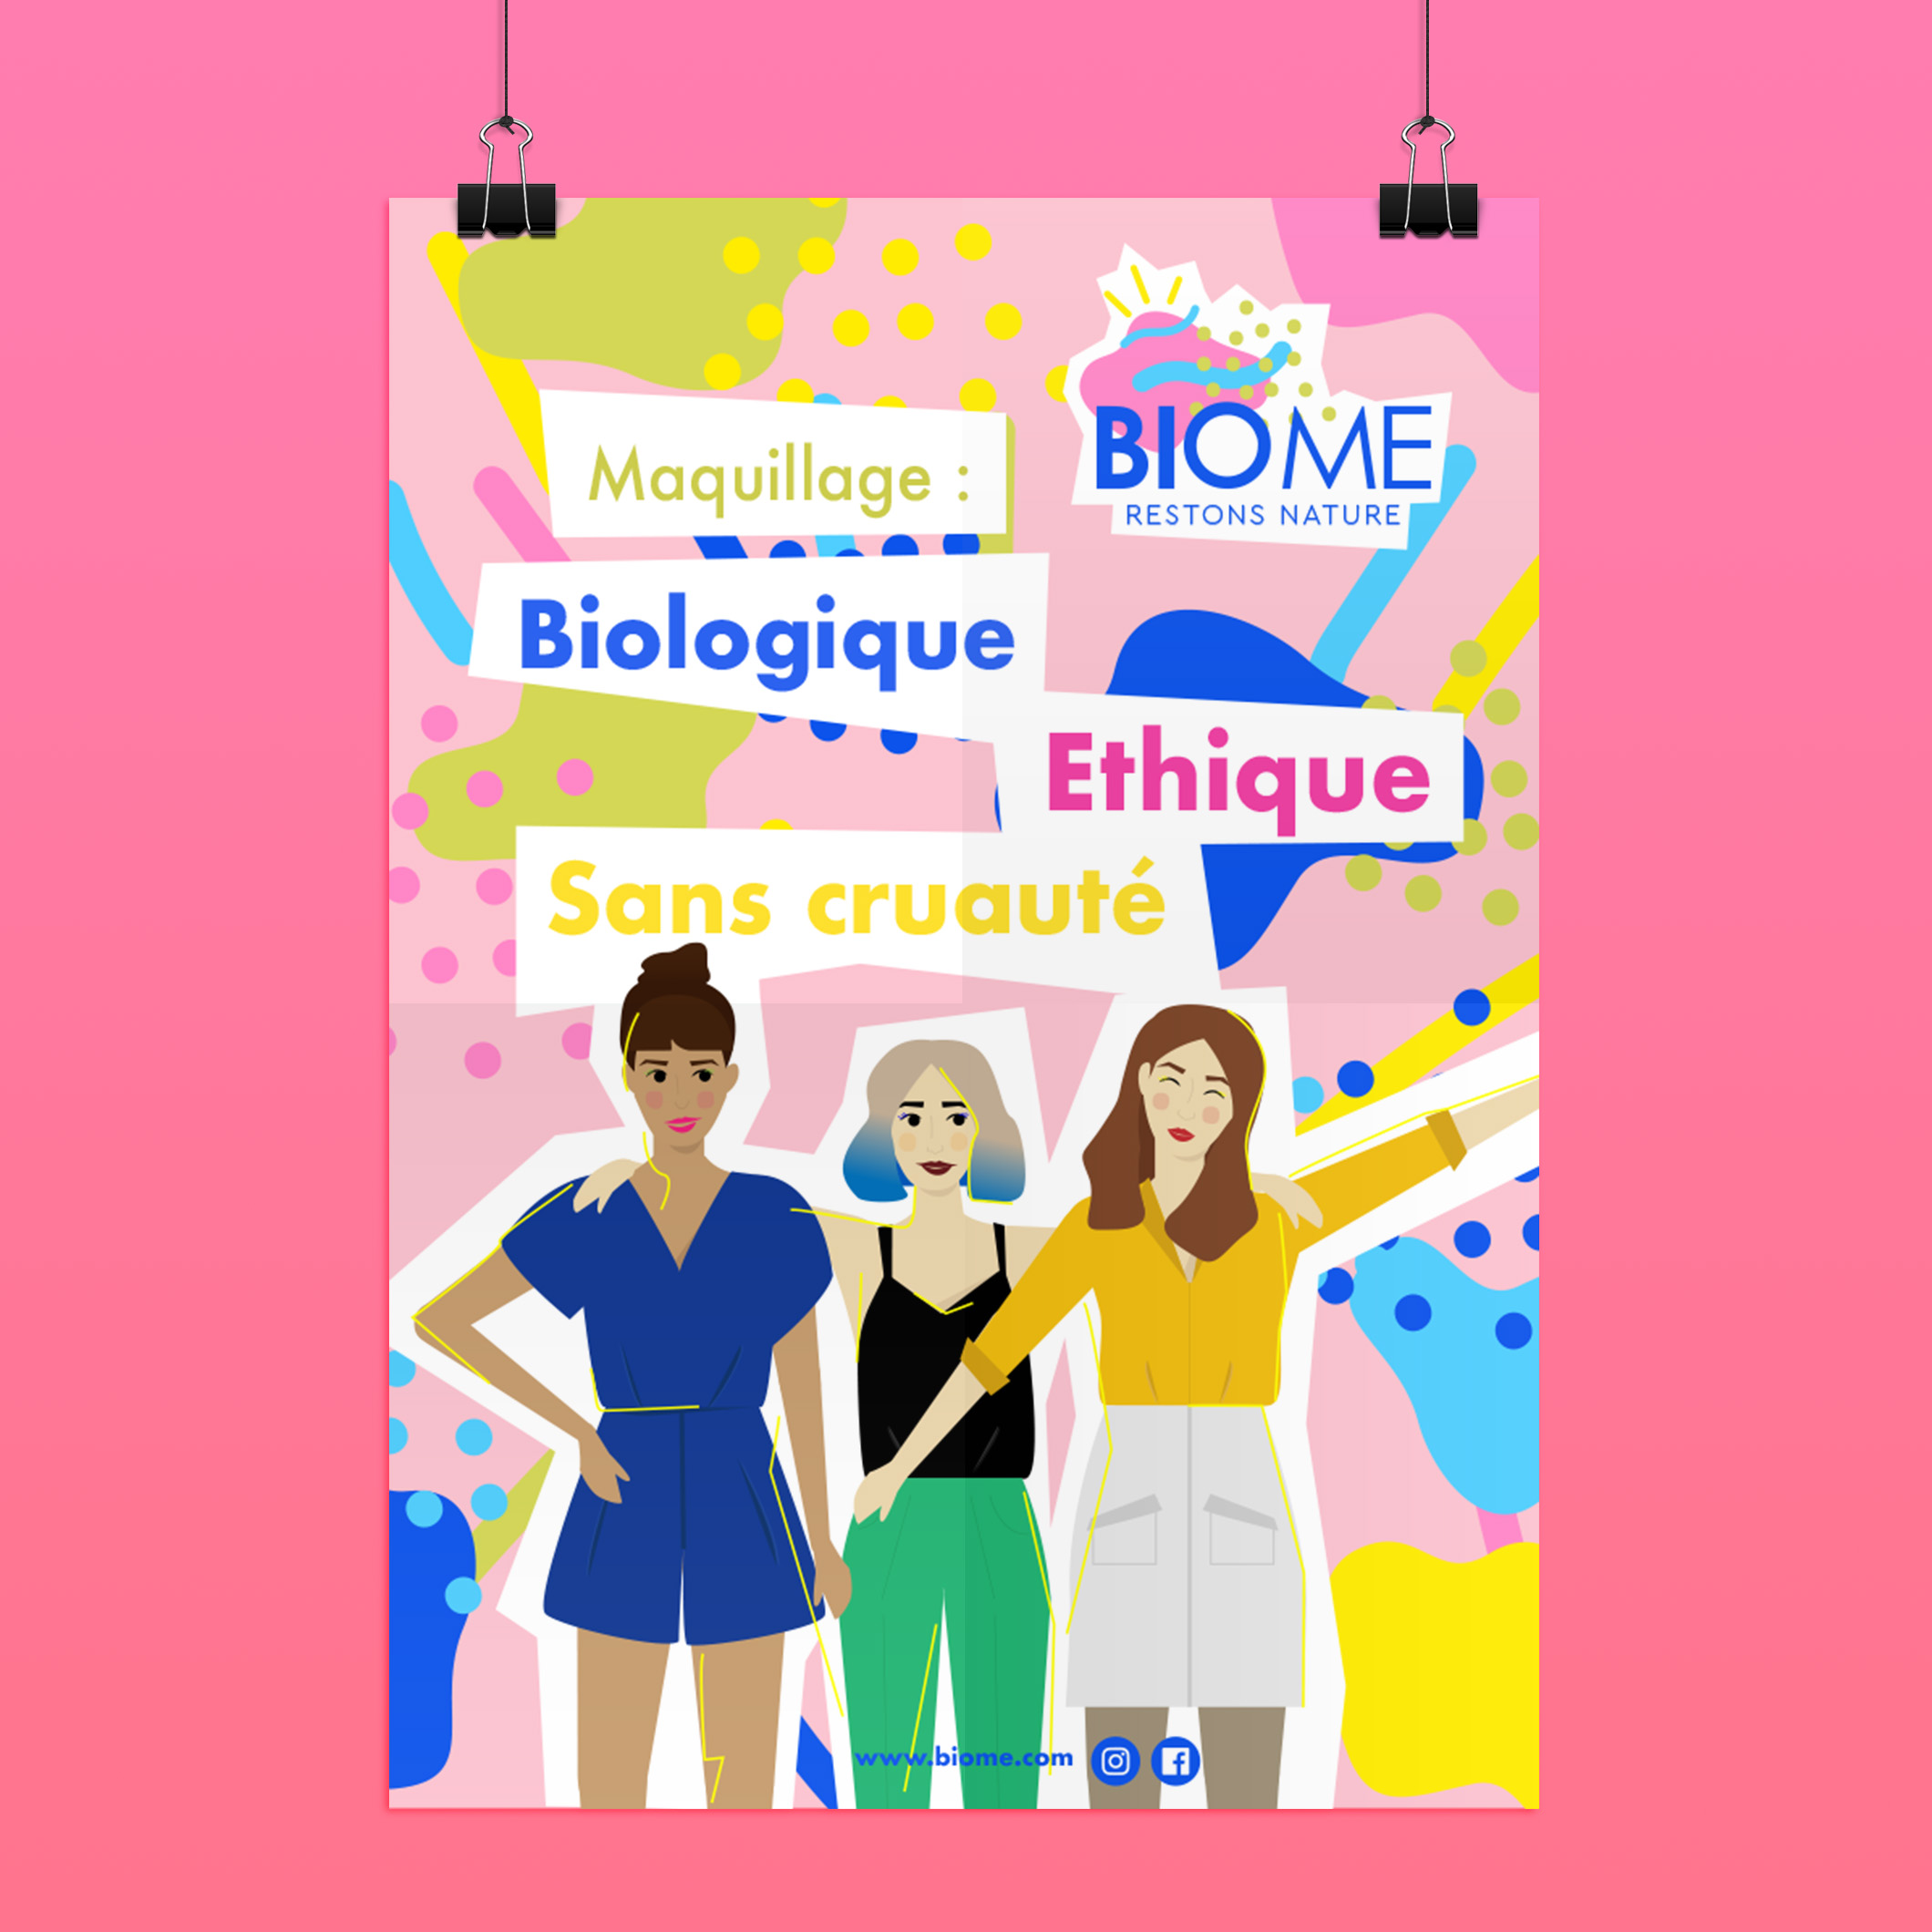 BIOME
RESTONS NATURE
Maquillage :
Biologique
Ethique
Sans cruauté
www.biome.com